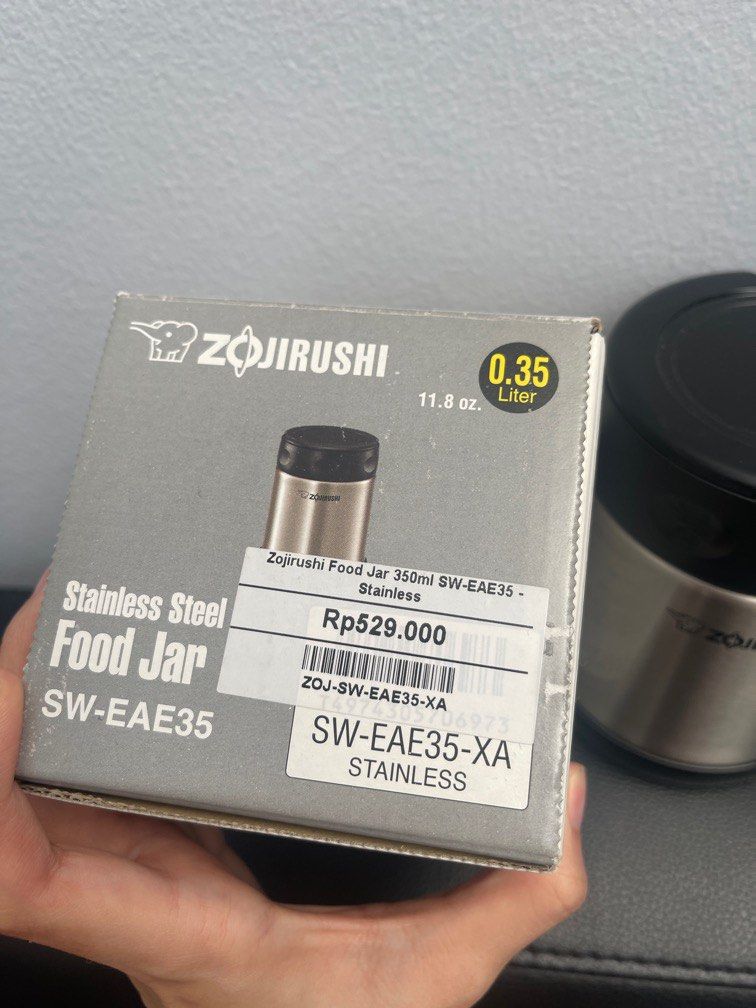 ZOJIRUSHI
0.35
Liter
11.8 oz.
ZOJIRUSHI
Zojirushi Food Jar 350ml SW-EAE35 -
Stainless
Rp529.000
ZOJ-SW-EAE35-XA
Stainless Steel
Food Jar
SW-EAE35
SW-EAE35-XA
STAINLESS